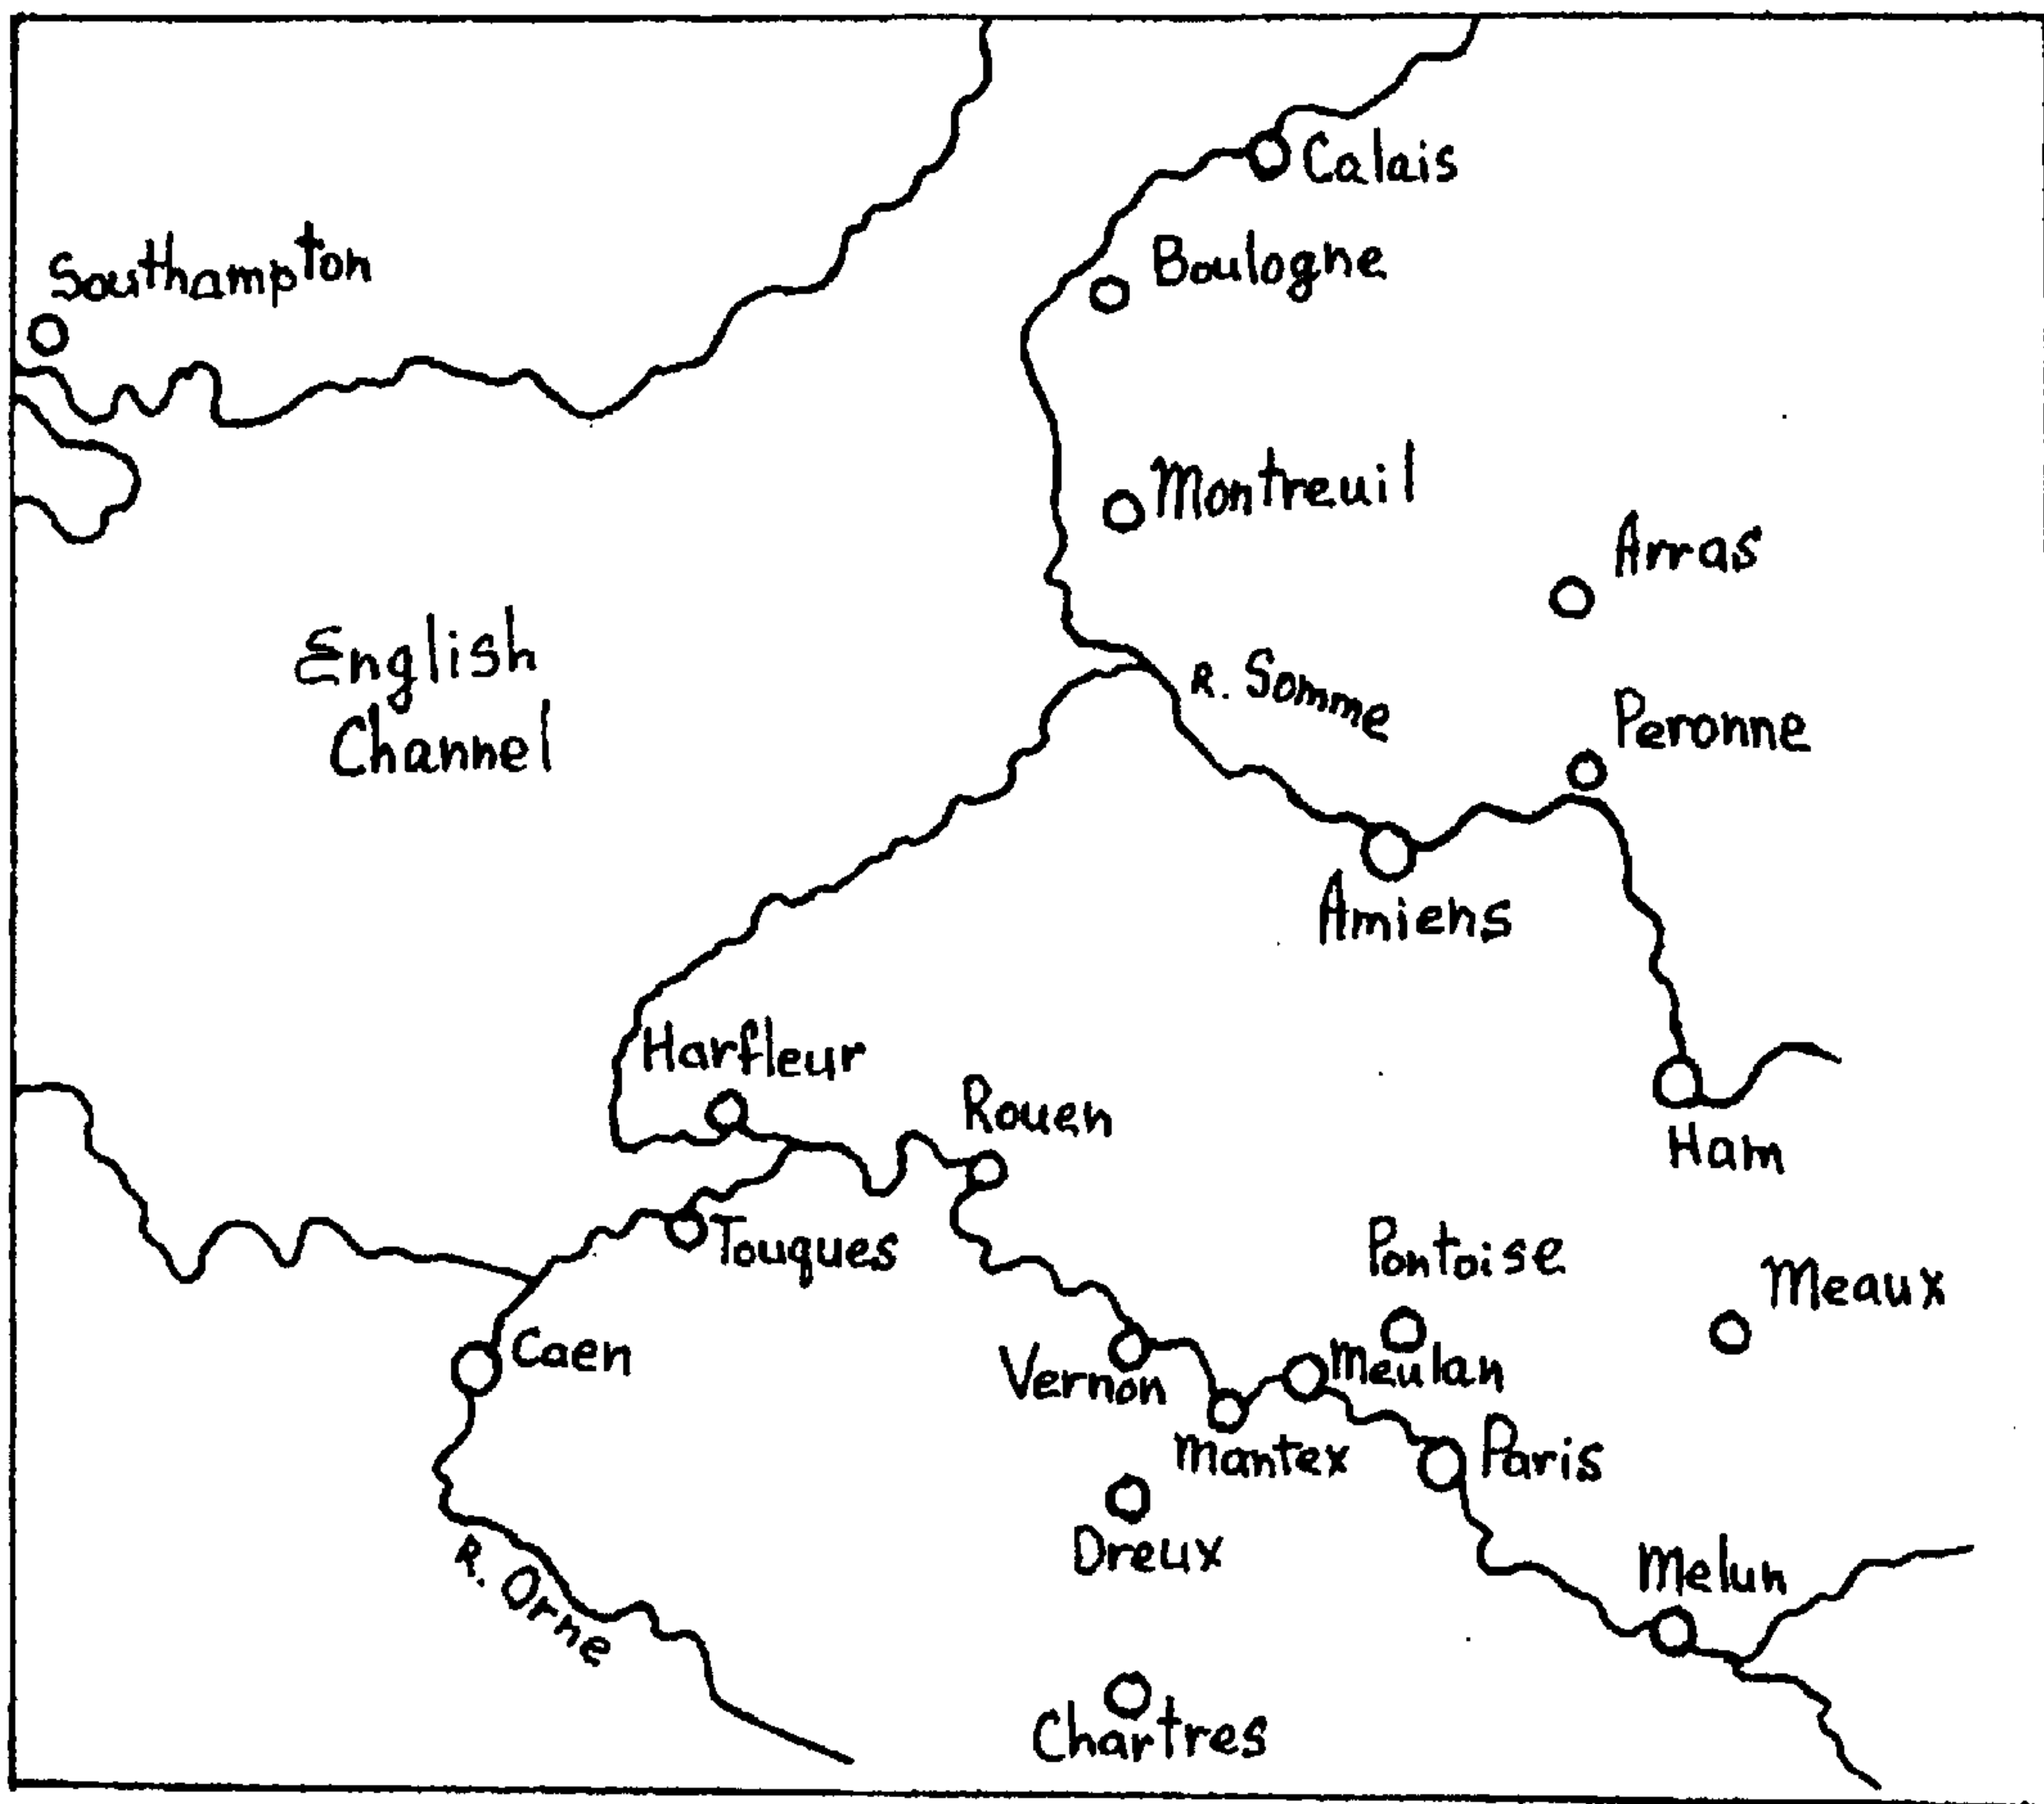 Calais
Boulogne
Southampton
Montreuil
Arras
English
Channel
R. Somme
Peronne
Amiens
Harfleur
Rouen
Ham
Touques
Pontoise
Meaux
Caen
Vernon
Meulan
Mantex
Paris
Dreux
R. Orne
Melun
Chartres